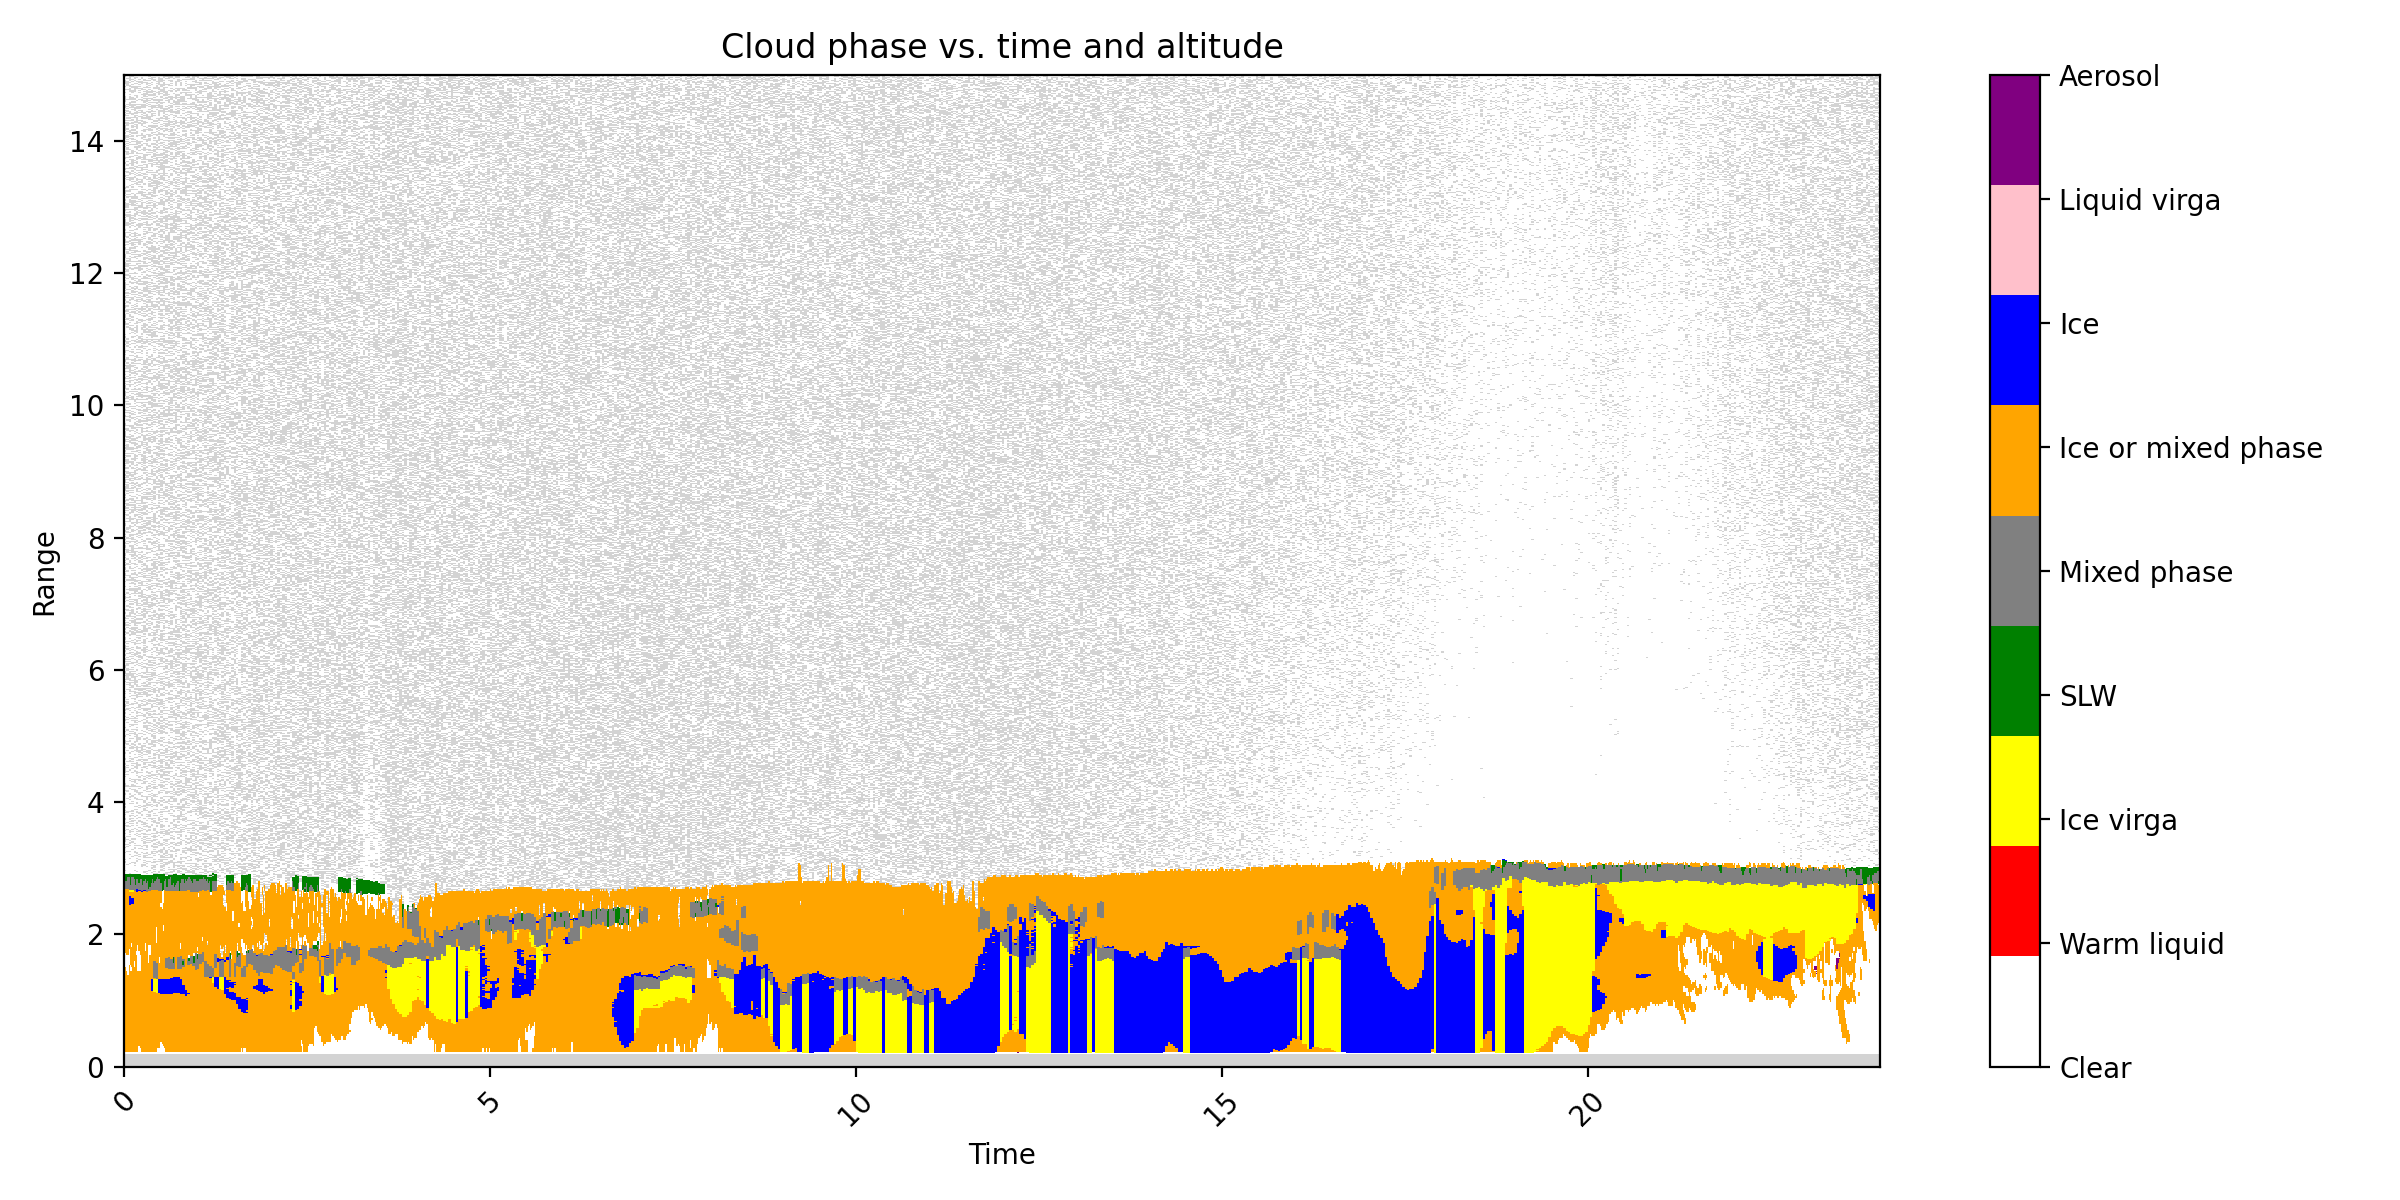 Cloud phase vs. time and altitude
Range
14
12
10
8
6
4
2
0
0
5
10
15
20
Time
Aerosol
Liquid virga
Ice
Ice or mixed phase
Mixed phase
SLW
Ice virga
Warm liquid
Clear